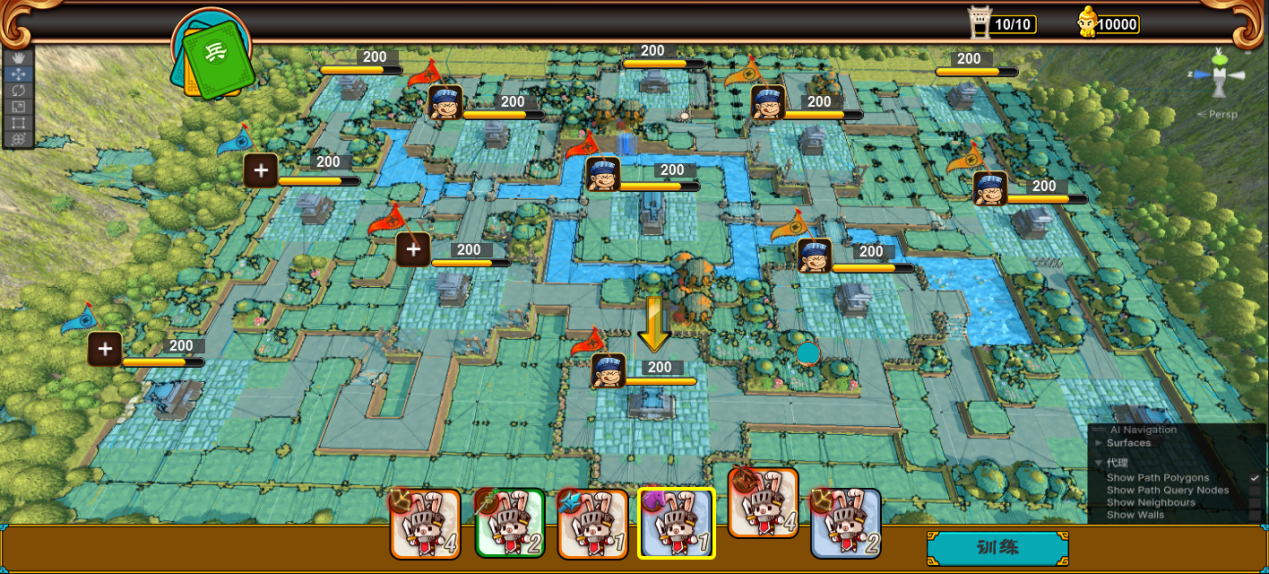 兵
10/10
10000
200
200
200
200
200
200
200
200
200
200
200
200
200
y
z
Persp
AI Navigation
Surfaces
代理
Show Path Polygons
Show Path Query Nodes
Show Neighbours
Show Walls
4
2
1
1
4
2
训练